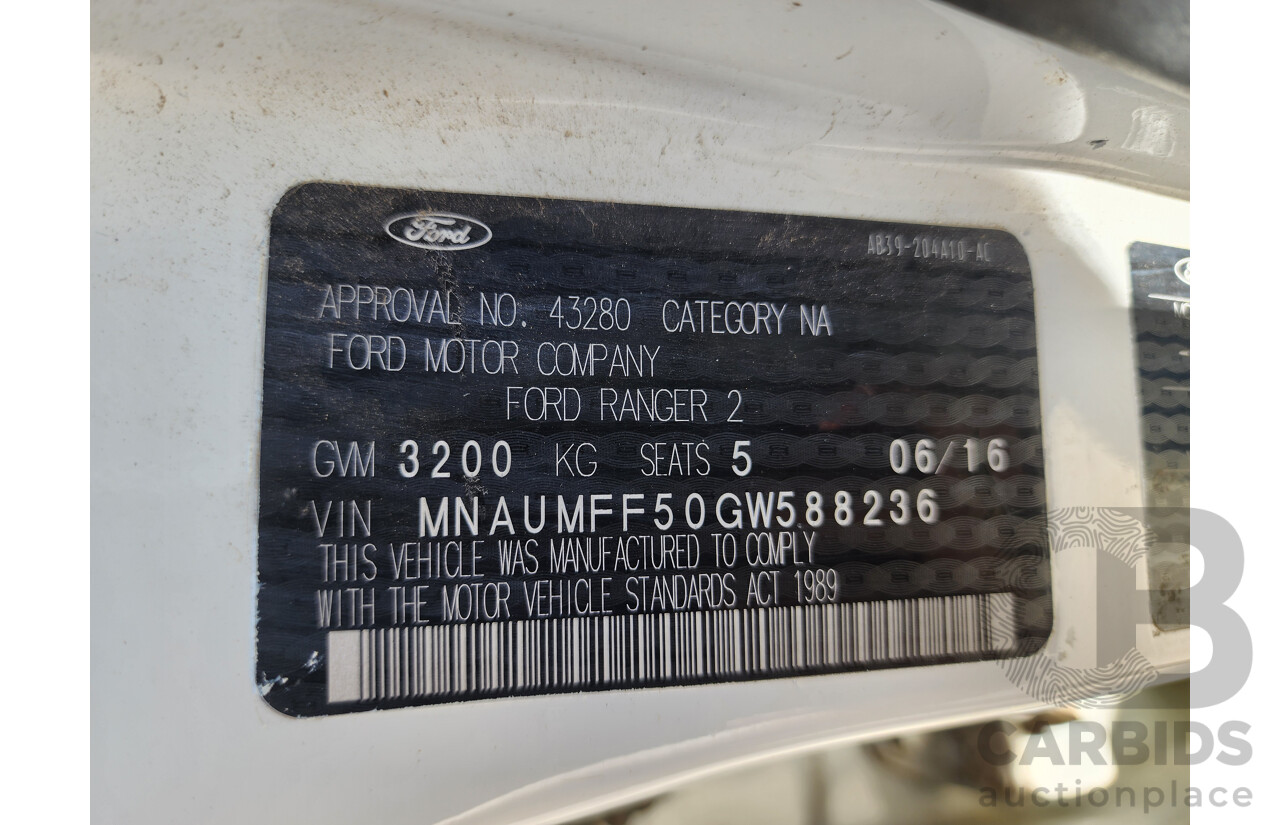 Ford
AB39-204A10-AC
APPROVAL NO. 43280 CATEGORY NA
FORD MOTOR COMPANY
FORD RANGER 2
GVM 3200 KG SEATS 5 06/16
VIN MNAUMFF50GW588236
THIS VEHICLE WAS MANUFACTURED TO COMPLY
WITH THE MOTOR VEHICLE STANDARDS ACT 1989
CARBIDS
auctionplace